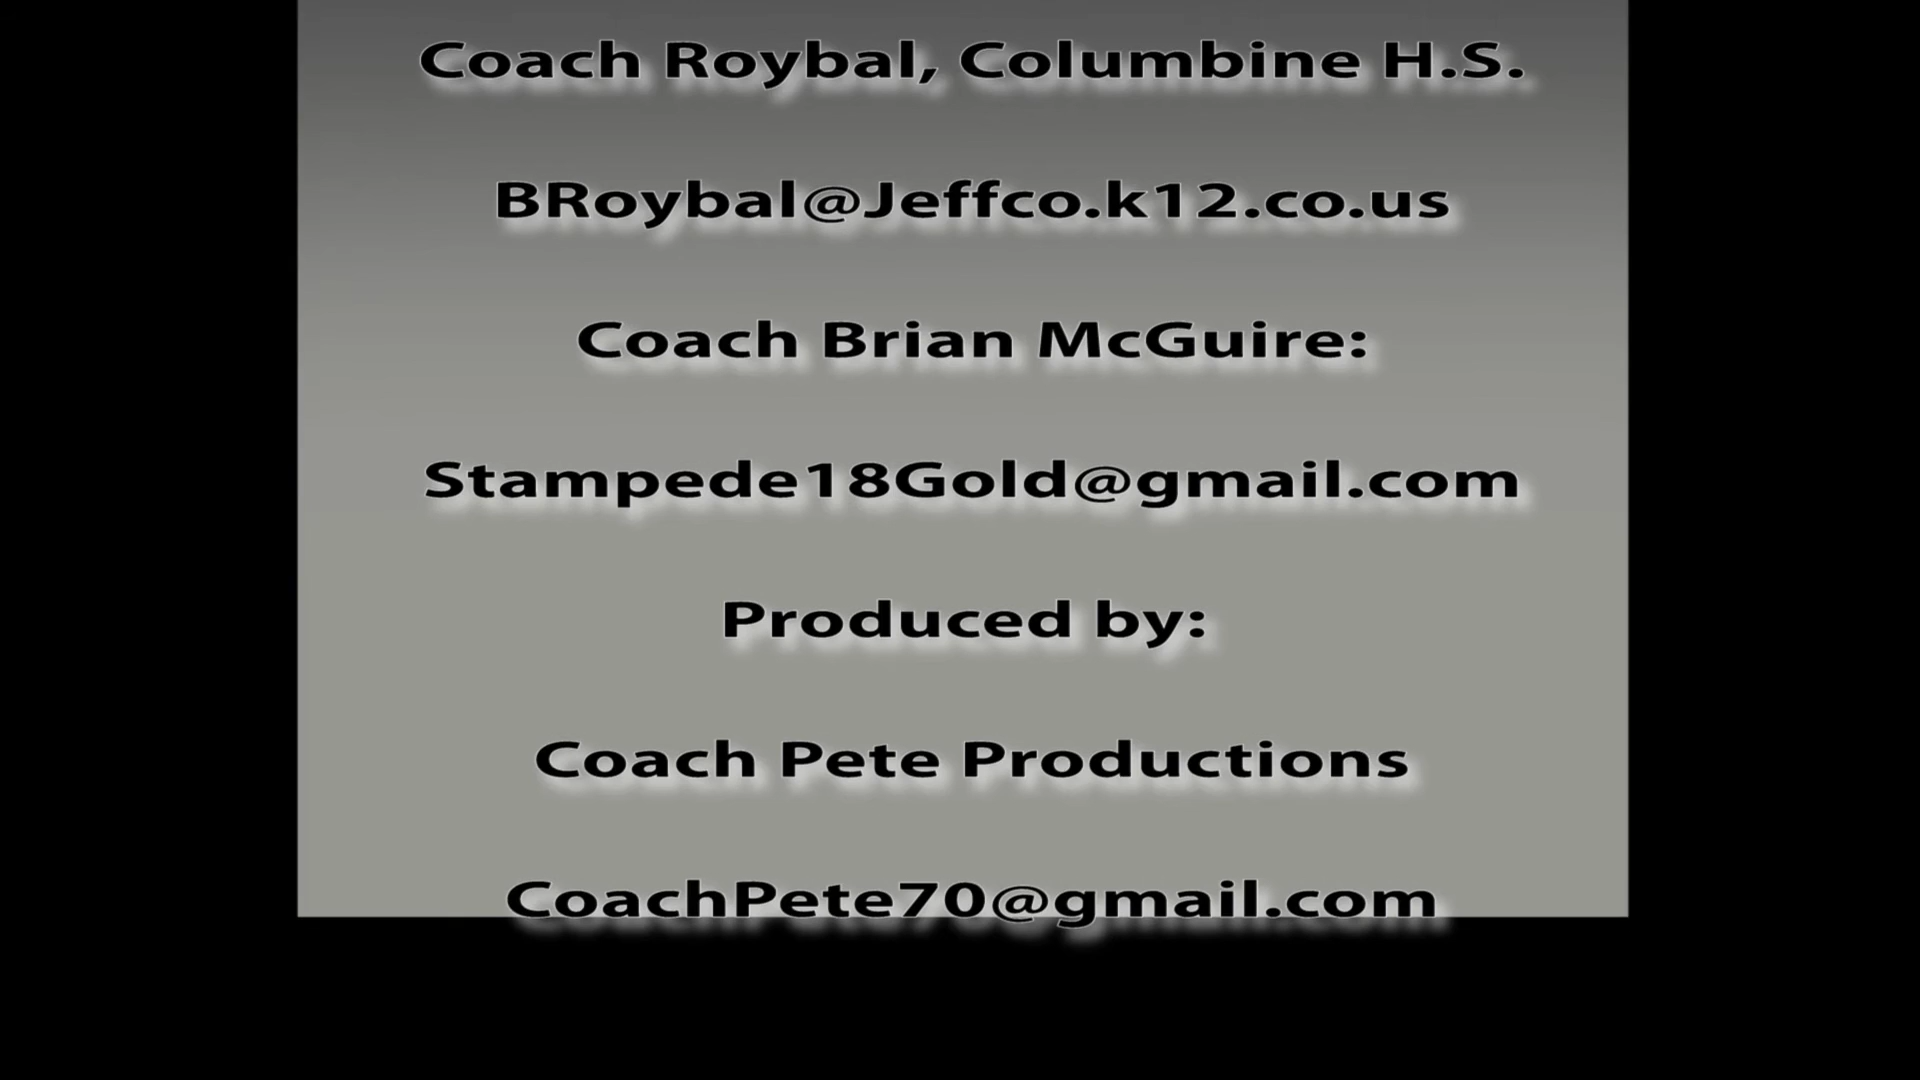 Coach Roybal, Columbine H.S.
BRoybal@Jeffco.k12.co.us
Coach Brian McGuire:
Stampede18Gold@gmail.com
Produced by:
Coach Pete Productions
CoachPete70@gmail.com